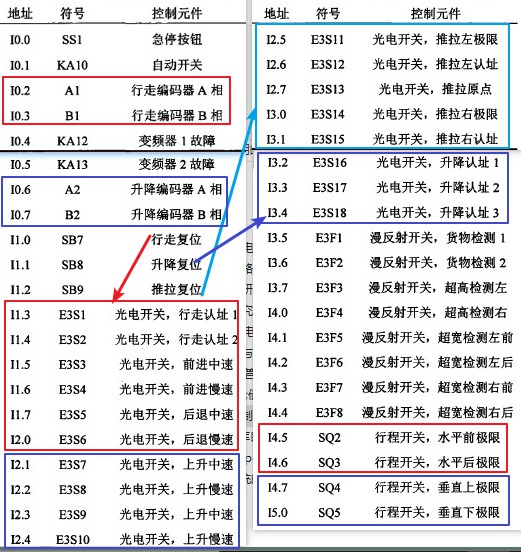 地址 符号 控制元件
I0.0 SS1 急停按钮
I0.1 KA10 自动开关
I0.2 A1 行走编码器 A 相
I0.3 B1 行走编码器 B 相
I0.4 KA12 变频器 1 故障
I0.5 KA13 变频器 2 故障
I0.6 A2 升降编码器 A 相
I0.7 B2 升降编码器 B 相
I1.0 SB7 行走复位
I1.1 SB8 升降复位
I1.2 SB9 推拉复位
I1.3 E3S1 光电开关，行走认址 1
I1.4 E3S2 光电开关，行走认址 2
I1.5 E3S3 光电开关，前进中速
I1.6 E3S4 光电开关，前进慢速
I1.7 E3S5 光电开关，后退中速
I2.0 E3S6 光电开关，后退慢速
I2.1 E3S7 光电开关，上升中速
I2.2 E3S8 光电开关，上升慢速
I2.3 E3S9 光电开关，上升中速
I2.4 E3S10 光电开关，上升慢速
地址 符号 控制元件
I2.5 E3S11 光电开关，推拉左极限
I2.6 E3S12 光电开关，推拉左认址
I2.7 E3S13 光电开关，推拉原点
I3.0 E3S14 光电开关，推拉右极限
I3.1 E3S15 光电开关，推拉右认址
I3.2 E3S16 光电开关，升降认址 1
I3.3 E3S17 光电开关，升降认址 2
I3.4 E3S18 光电开关，升降认址 3
I3.5 E3F1 漫反射开关，货物检测 1
I3.6 E3F2 漫反射开关，货物检测 2
I3.7 E3F3 漫反射开关，超高检测左
I4.0 E3F4 漫反射开关，超高检测右
I4.1 E3F5 漫反射开关，超宽检测左前
I4.2 E3F6 漫反射开关，超宽检测左后
I4.3 E3F7 漫反射开关，超宽检测右前
I4.4 E3F8 漫反射开关，超宽检测右后
I4.5 SQ2 行程开关，水平前极限
I4.6 SQ3 行程开关，水平后极限
I4.7 SQ4 行程开关，垂直上极限
I5.0 SQ5 行程开关，垂直下极限